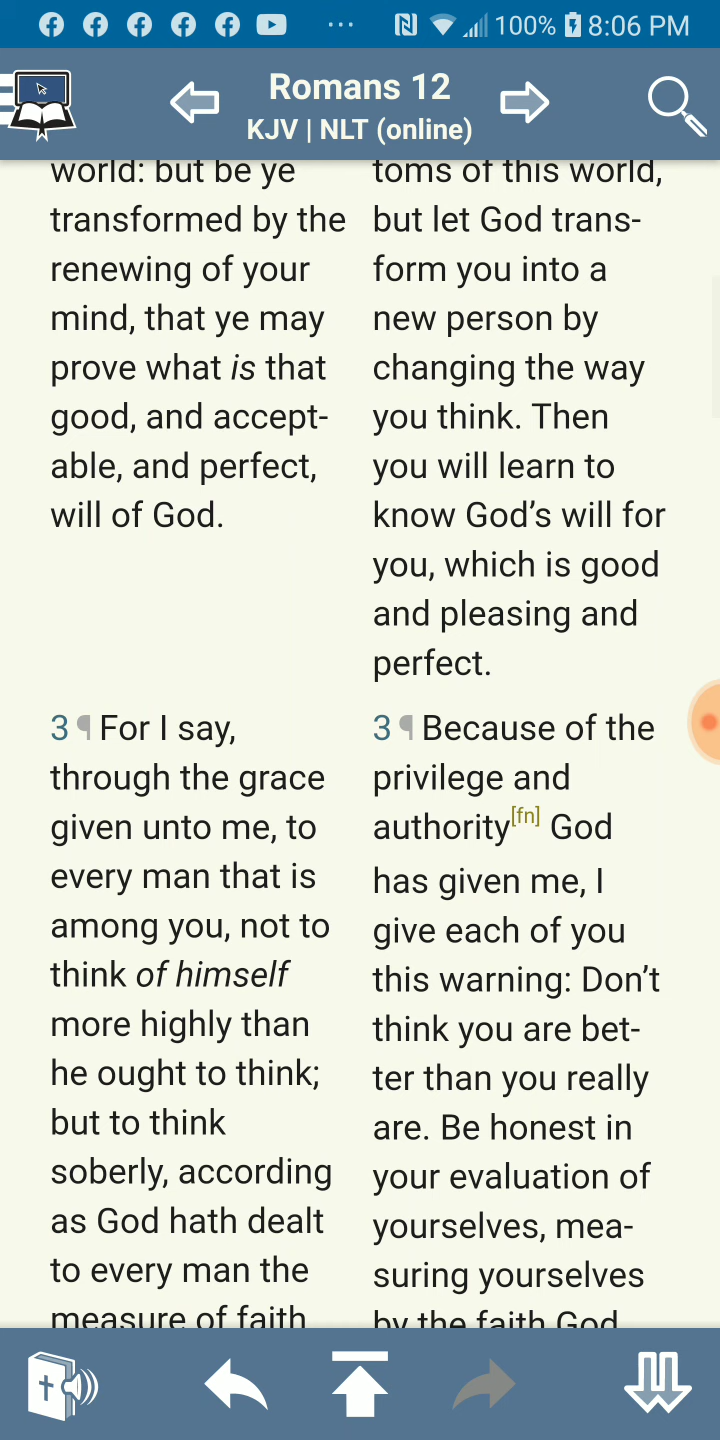 100% 8:06 PM
Romans 12
KJV | NLT (online)
world: but be ye
transformed by the
renewing of your
mind, that ye may
prove what is that
good, and accept-
able, and perfect,
will of God.
toms of this world,
but let God trans-
form you into a
new person by
changing the way
you think. Then
you will learn to
know God’s will for
you, which is good
and pleasing and
perfect.
3 ¶ For I say,
through the grace
given unto me, to
every man that is
among you, not to
think of himself
more highly than
he ought to think;
but to think
soberly, according
as God hath dealt
to every man the
measure of faith
3 ¶ Because of the
privilege and
authority[fn] God
has given me, I
give each of you
this warning: Don’t
think you are bet-
ter than you really
are. Be honest in
your evaluation of
yourselves, mea-
suring yourselves
by the faith God